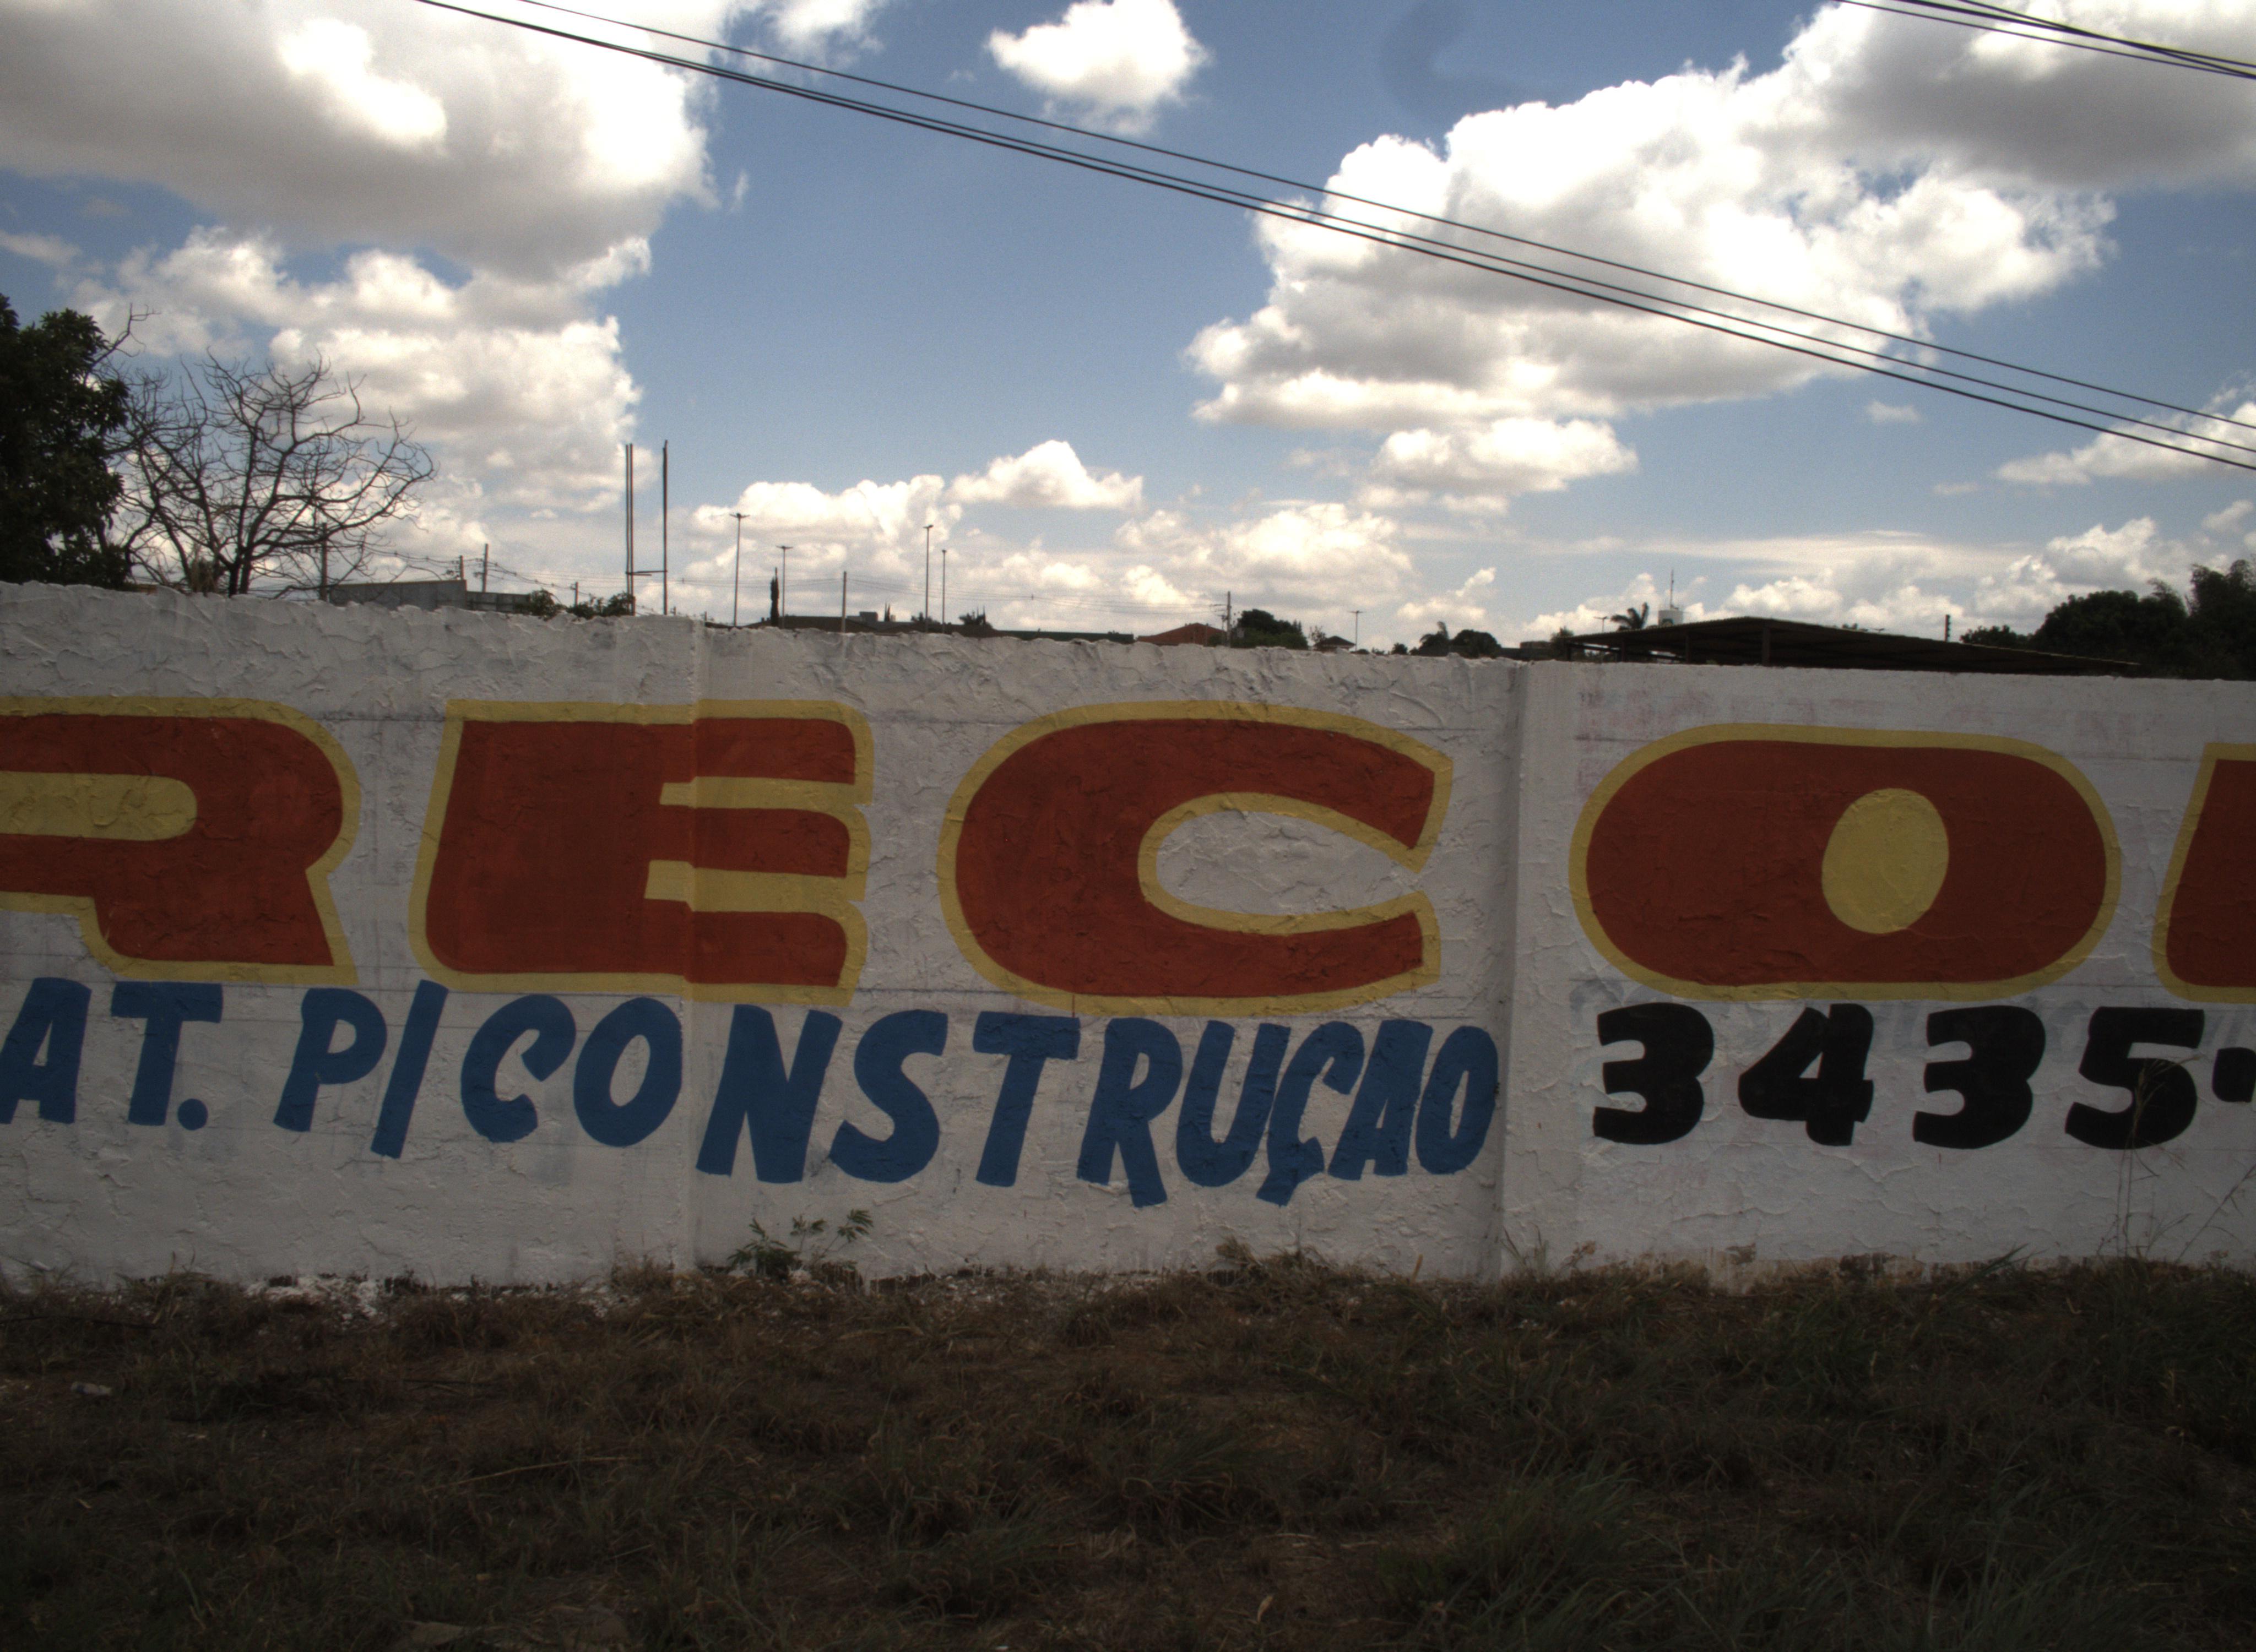 RECO
AT. P/CONSTRUÇAO 3435-